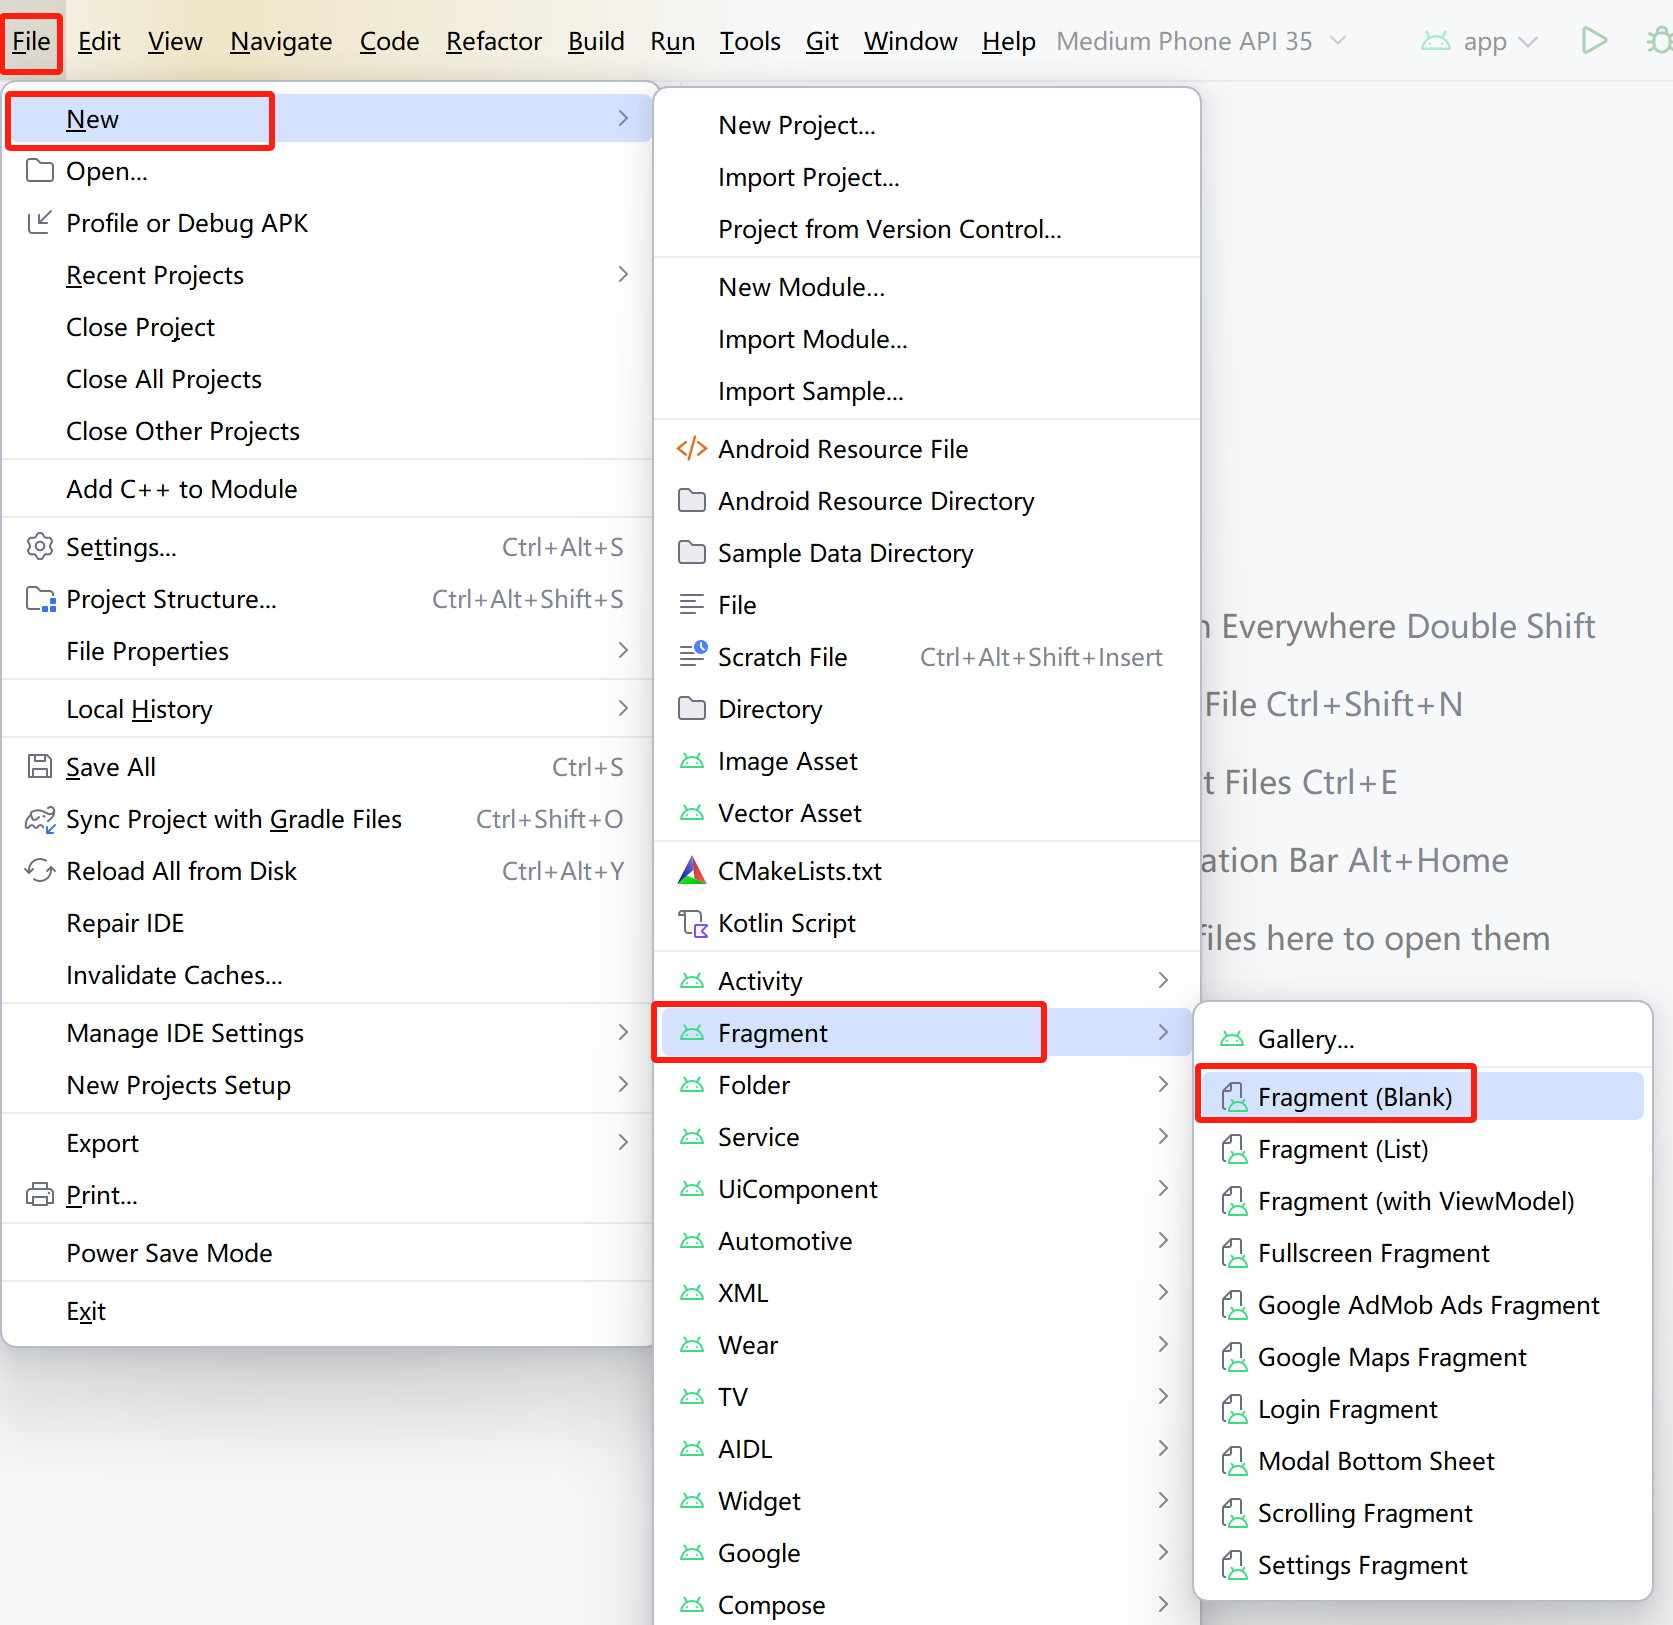 File Edit View Navigate Code Refactor Build Run Tools Git Window Help Medium Phone API 35 app
New
Open...
Profile or Debug APK
Recent Projects
Close Project
Close All Projects
Close Other Projects
Add C++ to Module
Settings... Ctrl+Alt+S
Project Structure... Ctrl+Alt+Shift+S
File Properties
Local History
Save All Ctrl+S
Sync Project with Gradle Files Ctrl+Shift+O
Reload All from Disk Ctrl+Alt+Y
Repair IDE
Invalidate Caches...
Manage IDE Settings
New Projects Setup
Export
Print...
Power Save Mode
Exit
New Project...
Import Project...
Project from Version Control...
New Module...
Import Module...
Import Sample...
Android Resource File
Android Resource Directory
Sample Data Directory
File
Scratch File Ctrl+Alt+Shift+Insert
Directory
Image Asset
Vector Asset
CMakeLists.txt
Kotlin Script
Activity
Fragment
Folder
Service
UiComponent
Automotive
XML
Wear
TV
AIDL
Widget
Google
Compose
Everywhere Double Shift
File Ctrl+Shift+N
t Files Ctrl+E
ation Bar Alt+Home
files here to open them
Gallery...
Fragment (Blank)
Fragment (List)
Fragment (with ViewModel)
Fullscreen Fragment
Google AdMob Ads Fragment
Google Maps Fragment
Login Fragment
Modal Bottom Sheet
Scrolling Fragment
Settings Fragment